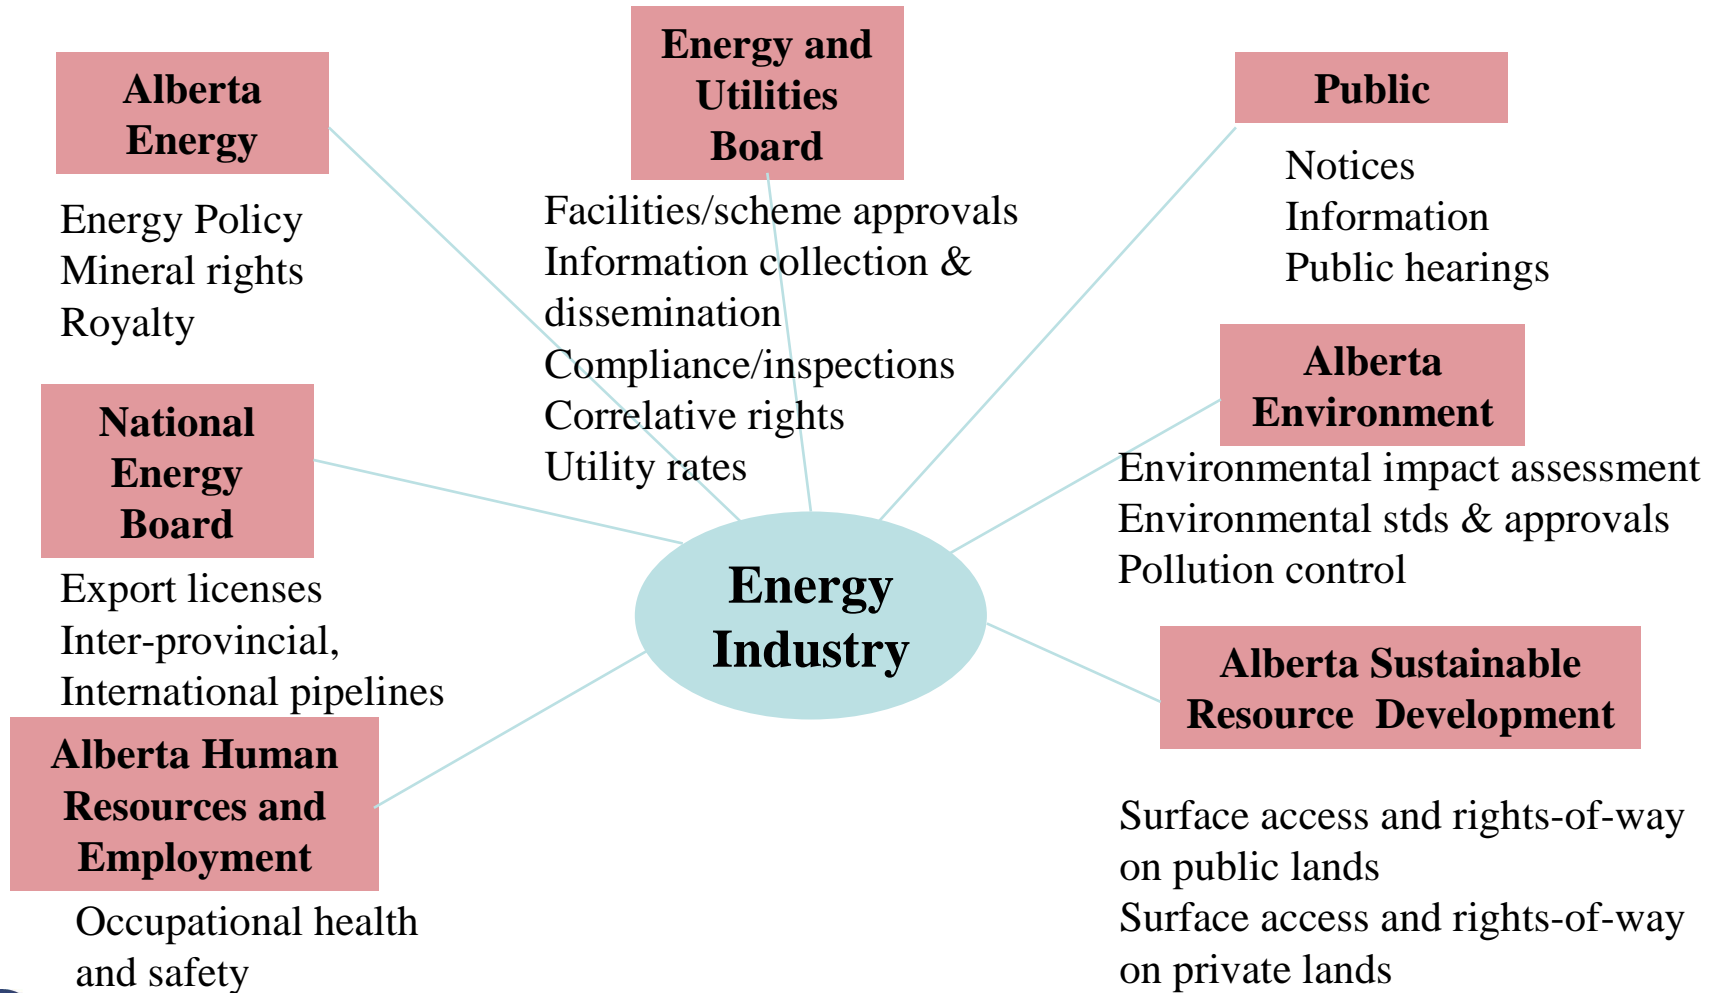 Alberta
Energy
Energy Policy
Mineral rights
Royalty
Energy and
Utilities
Board
Facilities/scheme approvals
Information collection &
dissemination
Compliance/inspections
Correlative rights
Utility rates
Public
Notices
Information
Public hearings
National
Energy
Board
Export licenses
Inter-provincial,
International pipelines
Alberta
Environment
Environmental impact assessment
Environmental stds & approvals
Pollution control
Energy
Industry
Alberta Human
Resources and
Employment
Occupational health
and safety
Alberta Sustainable
Resource  Development
Surface access and rights-of-way
on public lands
Surface access and rights-of-way
on private lands